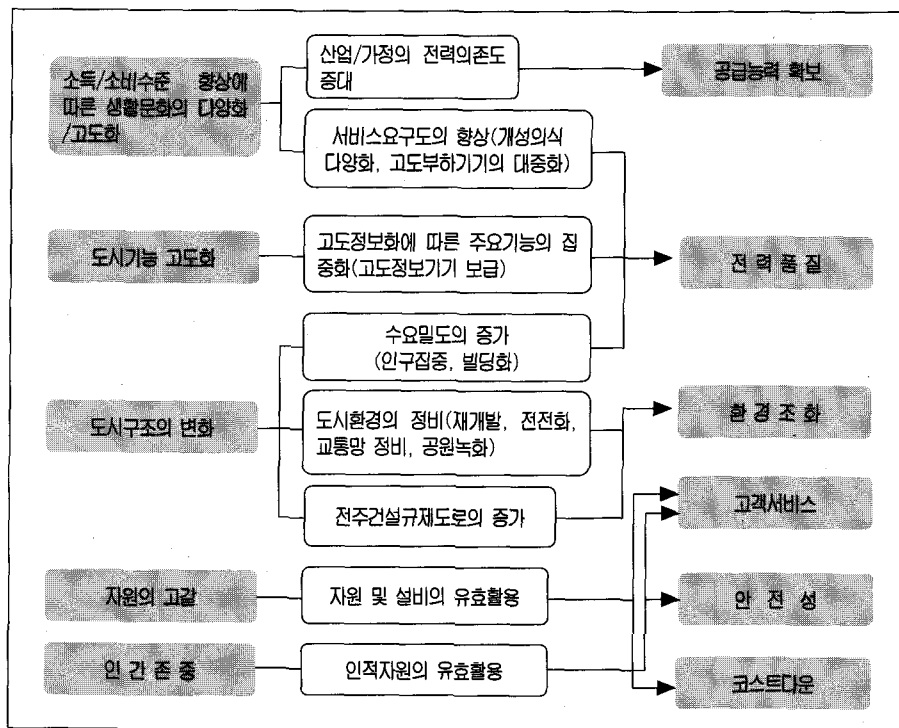 소득/소비수준 향상에
따른 생활문화의 다양화
/고도화
산업/가정의 전력의존도
증대
공급능력 확보
서비스요구도의 향상(개성의식
다양화, 고도부하기기의 대중화)
도시기능 고도화
고도정보화에 따른 주요기능의 집
중화(고도정보기기 보급)
전력품질
수요밀도의 증가
(인구집중, 빌딩화)
도시구조의 변화
도시환경의 정비(재개발, 전전화,
교통망 정비, 공원녹화)
환경조화
전주건설규제도로의 증가
고객서비스
자원의 고갈
자원 및 설비의 유효활용
안전성
인간존중
인적자원의 유효활용
코스트다운